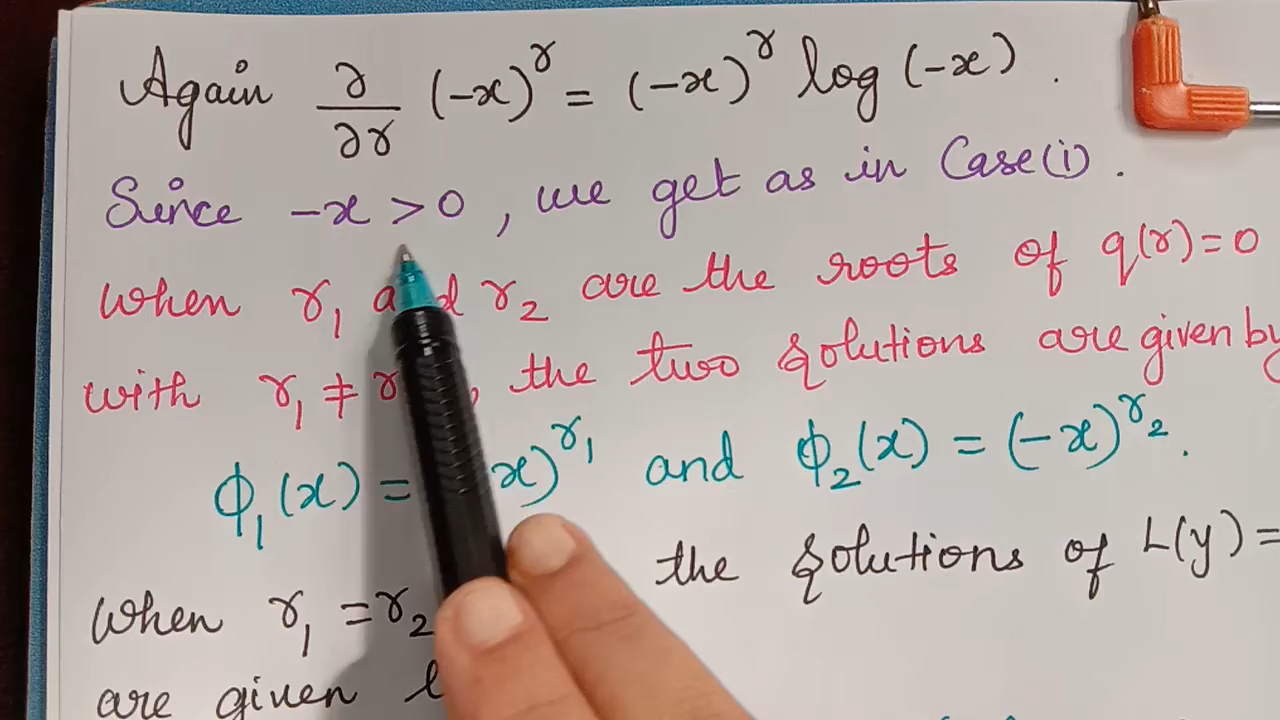 Again ∂/∂r (-x)^r = (-x)^r log (-x).
Since -x > 0, we get as in Case(i).
When r₁ and r₂ are the roots of q(r)=0
with r₁ ≠ r, the two solutions are given by
ϕ₁(x) = x)^r₁ and ϕ₂(x) = (-x)^r₂.
When r₁ = r₂ the solutions of L(y) =
are given